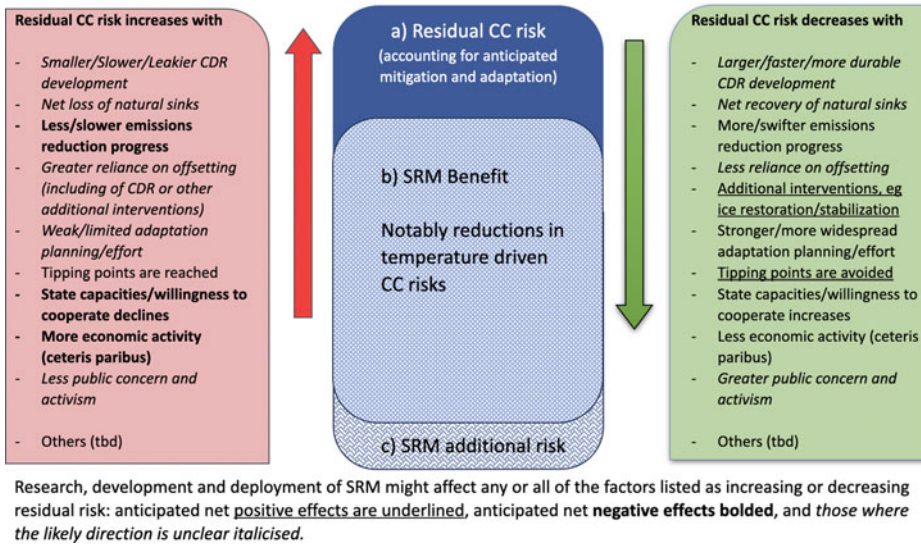 Residual CC risk increases with
- Smaller/Slower/Leakier CDR
development
- Net loss of natural sinks
- Less/slower emissions
reduction progress
- Greater reliance on offsetting
(including of CDR or other
additional interventions)
- Weak/limited adaptation
planning/effort
- Tipping points are reached
- State capacities/willingness to
cooperate declines
- More economic activity
(ceteris paribus)
- Less public concern and
activism
- Others (tbd)
a) Residual CC risk
(accounting for anticipated
mitigation and adaptation)
b) SRM Benefit
Notably reductions in
temperature driven
CC risks
c) SRM additional risk
Residual CC risk decreases with
- Larger/faster/more durable
CDR development
- Net recovery of natural sinks
- More/swifter emissions
reduction progress
- Less reliance on offsetting
- Additional interventions, eg
ice restoration/stabilization
- Stronger/more widespread
adaptation planning/effort
- Tipping points are avoided
- State capacities/willingness to
cooperate increases
- Less economic activity (ceteris
paribus)
- Greater public concern and
activism
- Others (tbd)
Research, development and deployment of SRM might affect any or all of the factors listed as increasing or decreasing
residual risk: anticipated net positive effects are underlined, anticipated net negative effects bolded, and those where
the likely direction is unclear italicised.